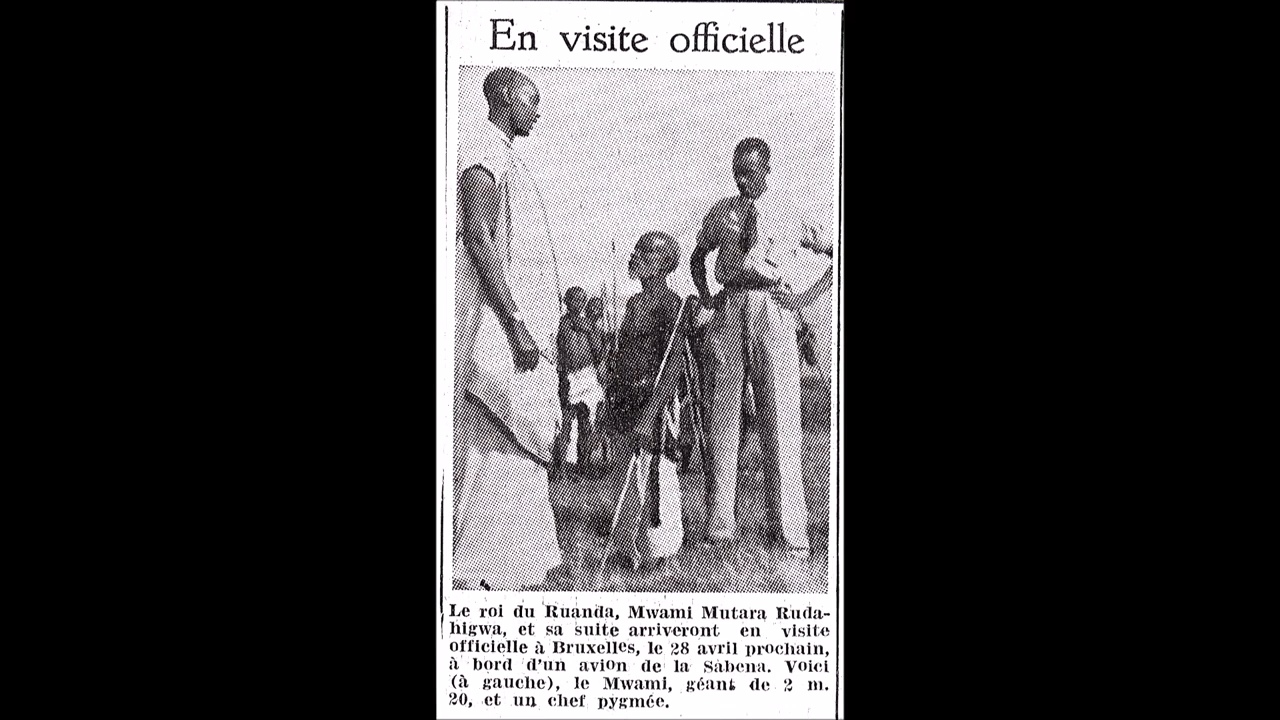 En visite officielle
Le roi du Ruanda, Mwami Mutara Ruda-
higwa, et sa suite arriveront en visite
officielle à Bruxelles, le 28 avril prochain,
à bord d'un avion de la Sabena. Voici
(à gauche), le Mwami, géant de 2 m.
20, et un chef pygmée.